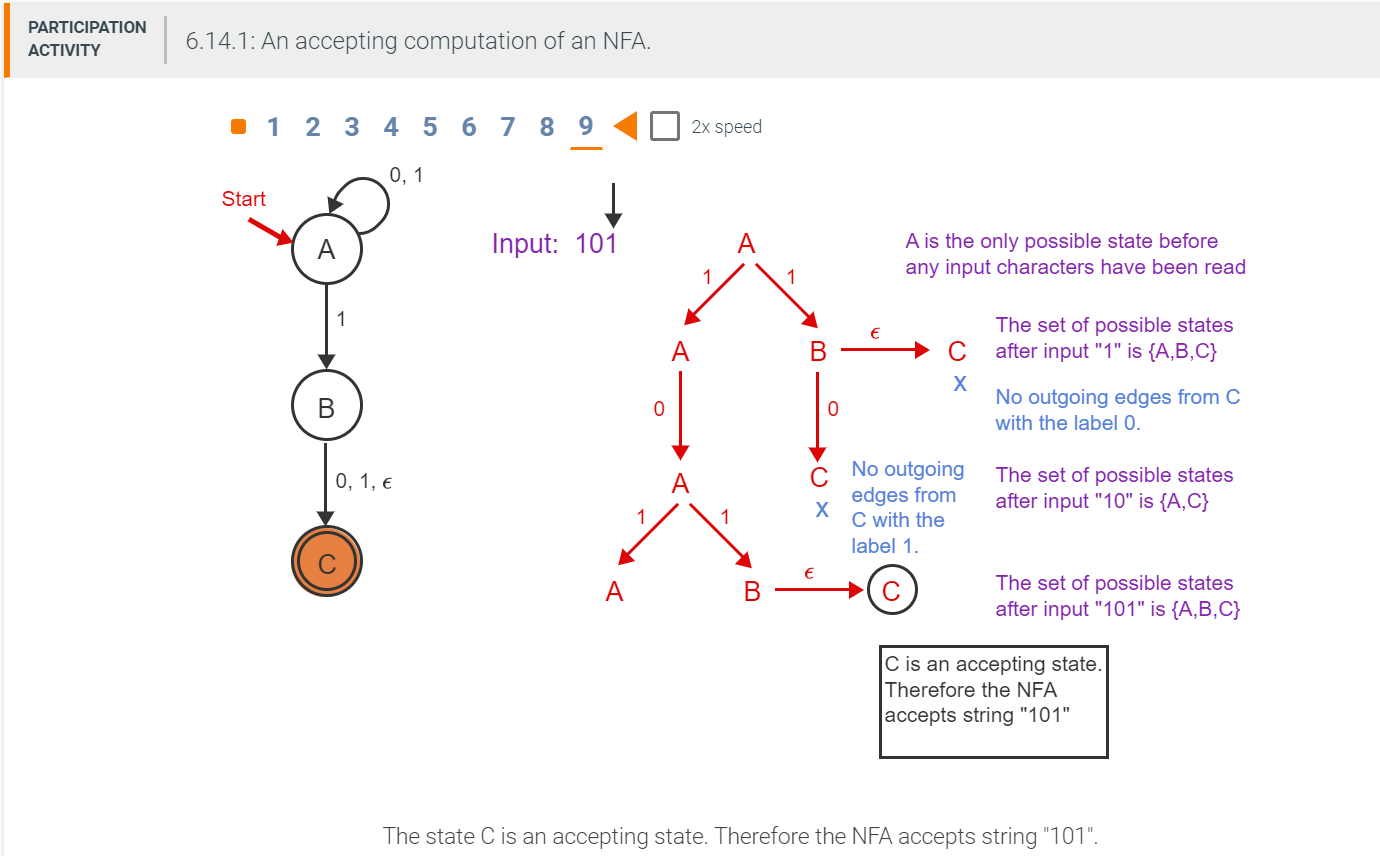 PARTICIPATION
ACTIVITY
6.14.1: An accepting computation of an NFA.
1 2 3 4 5 6 7 8 9
2x speed
Start
0, 1
A
1
B
0, 1, ϵ
C
Input: 101
A
1 1
A
B
ϵ
C
X
0
0
A
C
X
No outgoing
edges from
C with the
label 1.
1 1
A
B
ϵ
C
A is the only possible state before
any input characters have been read
The set of possible states
after input "1" is {A,B,C}
No outgoing edges from C
with the label 0.
The set of possible states
after input "10" is {A,C}
The set of possible states
after input "101" is {A,B,C}
C is an accepting state.
Therefore the NFA
accepts string "101"
The state C is an accepting state. Therefore the NFA accepts string "101".